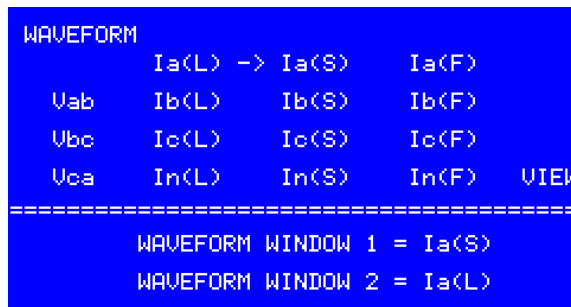 WAVEFORM
Ia(L) -> Ia(S) Ia(F)
Vab Ib(L) Ib(S) Ib(F)
Vbc Ic(L) Ic(S) Ic(F)
Vca In(L) In(S) In(F)
=========================================
WAVEFORM WINDOW 1 = Ia(S)
WAVEFORM WINDOW 2 = Ia(L)